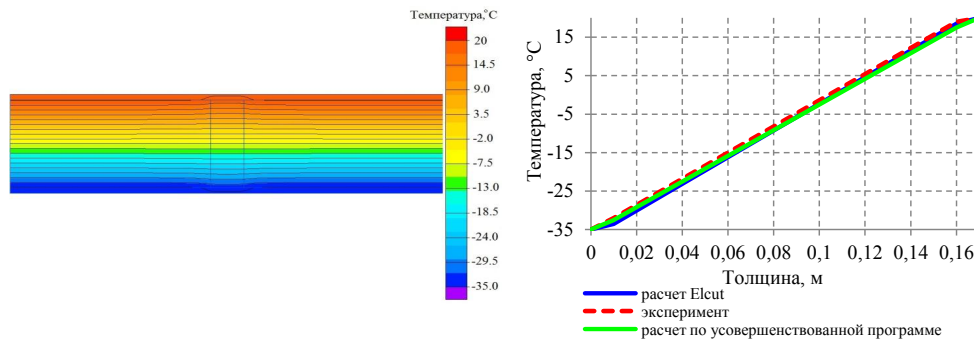 Температура,°C
20
14.5
9.0
3.5
-2.0
-7.5
-13.0
-18.5
-24.0
-29.5
-35.0
Температура, °C
15
5
-5
-15
-25
-35
0 0,02 0,04 0,06 0,08 0,1 0,12 0,14 0,16
Толщина, м
расчет Elcut
эксперимент
расчет по усовершенствованной программе